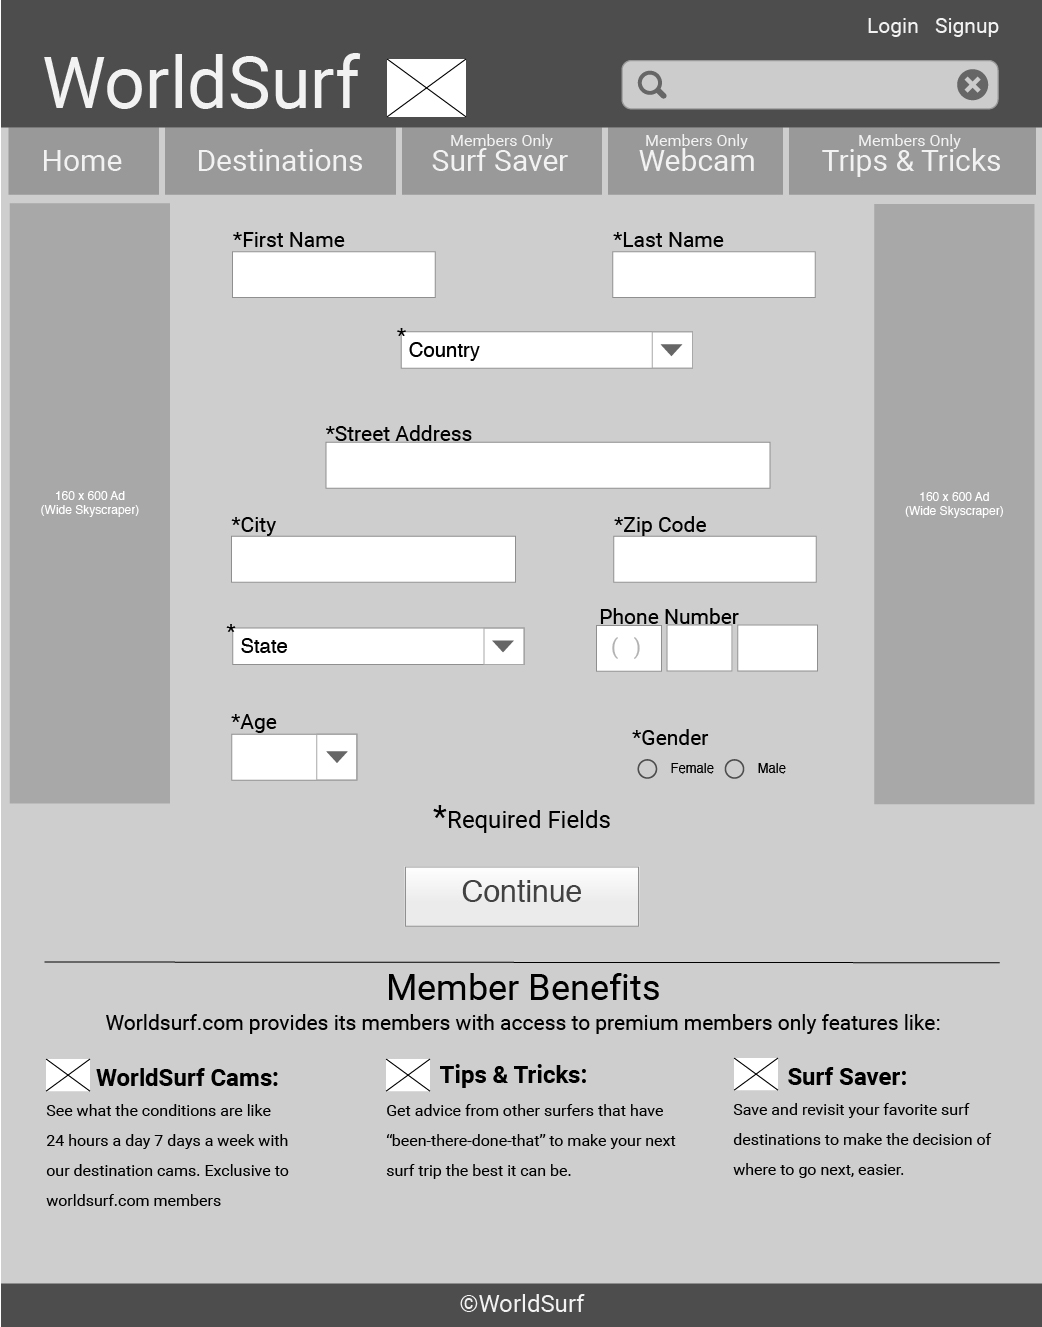 Login Signup
WorldSurf
Home
Destinations
Members Only
Surf Saver
Members Only
Webcam
Members Only
Trips & Tricks
*First Name
*Last Name
*
Country
*Street Address
160 x 600 Ad
(Wide Skyscraper)
160 x 600 Ad
(Wide Skyscraper)
*City
*Zip Code
*
State
Phone Number
( )
*Age
*Gender
Female Male
*Required Fields
Continue
Member Benefits
Worldsurf.com provides its members with access to premium members only features like:
WorldSurf Cams:
See what the conditions are like
24 hours a day 7 days a week with
our destination cams. Exclusive to
worldsurf.com members
Tips & Tricks:
Get advice from other surfers that have
“been-there-done-that” to make your next
surf trip the best it can be.
Surf Saver:
Save and revisit your favorite surf
destinations to make the decision of
where to go next, easier.
©WorldSurf